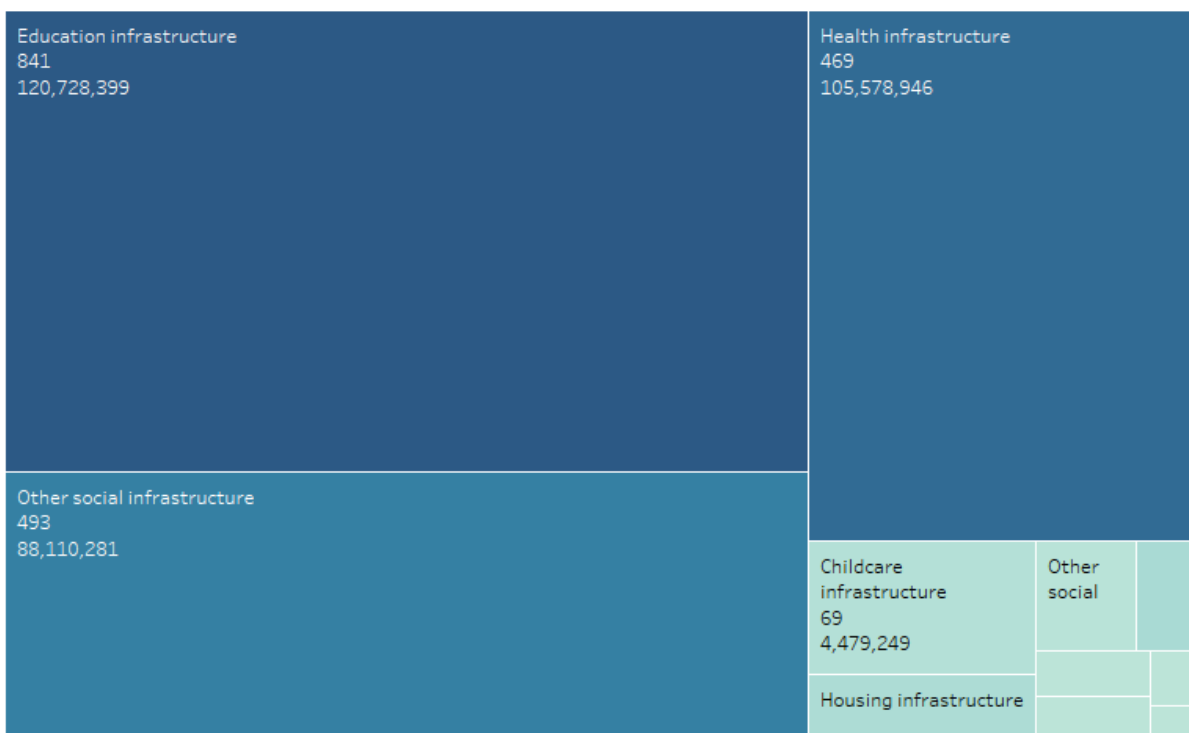 Education infrastructure
841
120,728,399
Health infrastructure
469
105,578,946
Other social infrastructure
493
88,110,281
Childcare
infrastructure
69
4,479,249
Other
social
Housing infrastructure